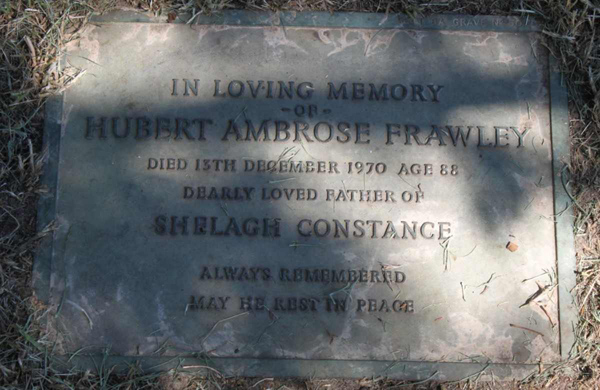 IN LOVING MEMORY
- OF -
HUBERT AMBROSE FRAWLEY
DIED 13TH DECEMBER 1970 AGE 88
DEARLY LOVED FATHER OF
SHELAGH CONSTANCE
ALWAYS REMEMBERED
MAY HE REST IN PEACE